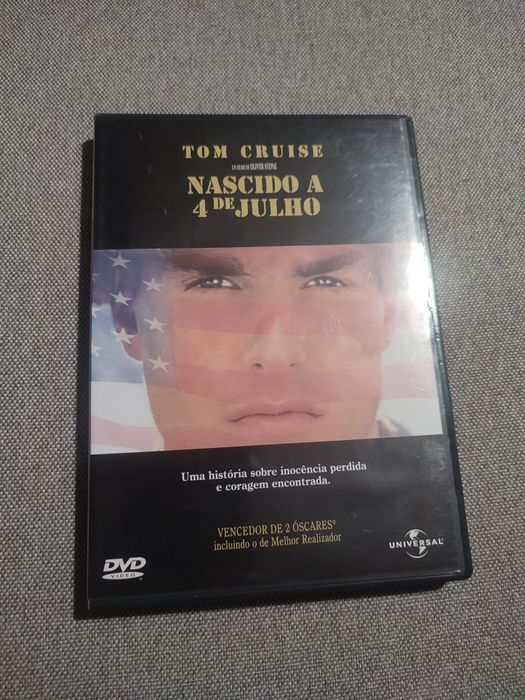 TOM CRUISE
UM FILME DE OLIVER STONE
NASCIDO A
4 DE JULHO
Uma história sobre inocência perdida
e coragem encontrada.
VENCEDOR DE 2 ÓSCARES®
incluindo o de Melhor Realizador
DVD
VIDEO
UNIVERSAL